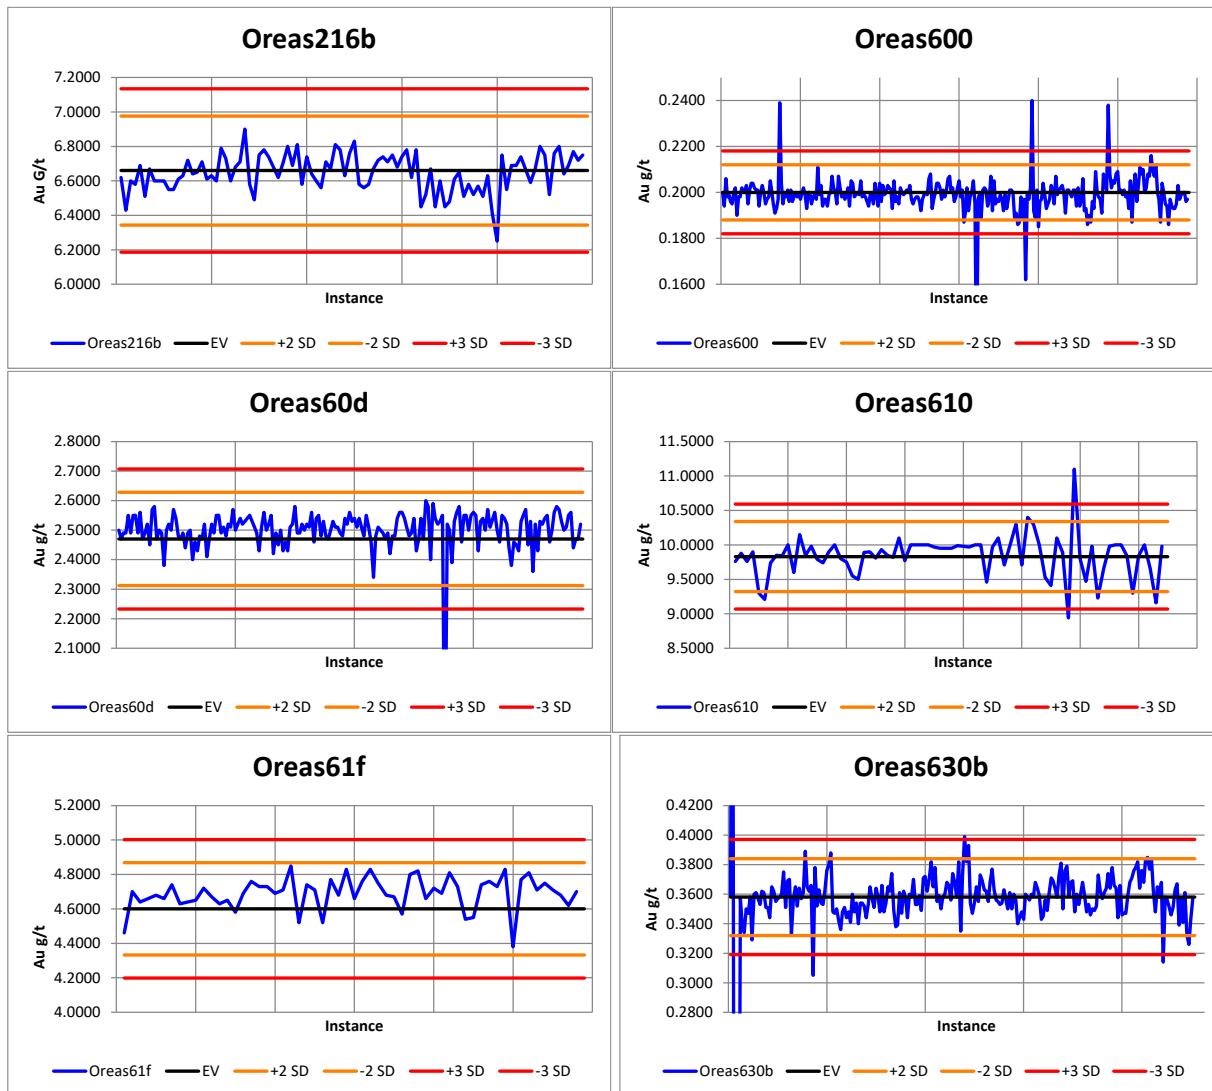 Oreas216b
Au G/t
7.2000
7.0000
6.8000
6.6000
6.4000
6.2000
6.0000
Instance
Oreas216b EV +2 SD -2 SD +3 SD -3 SD
Oreas600
Au g/t
0.2400
0.2200
0.2000
0.1800
0.1600
Instance
Oreas600 EV +2 SD -2 SD +3 SD -3 SD
Oreas60d
Au g/t
2.8000
2.7000
2.6000
2.5000
2.4000
2.3000
2.2000
2.1000
Instance
Oreas60d EV +2 SD -2 SD +3 SD -3 SD
Oreas610
Au g/t
11.5000
11.0000
10.5000
10.0000
9.5000
9.0000
8.5000
Instance
Oreas610 EV +2 SD -2 SD +3 SD -3 SD
Oreas61f
Au g/t
5.2000
5.0000
4.8000
4.6000
4.4000
4.2000
4.0000
Instance
Oreas61f EV +2 SD -2 SD +3 SD -3 SD
Oreas630b
Au g/t
0.4200
0.4000
0.3800
0.3600
0.3400
0.3200
0.3000
0.2800
Instance
Oreas630b EV +2 SD -2 SD +3 SD -3 SD